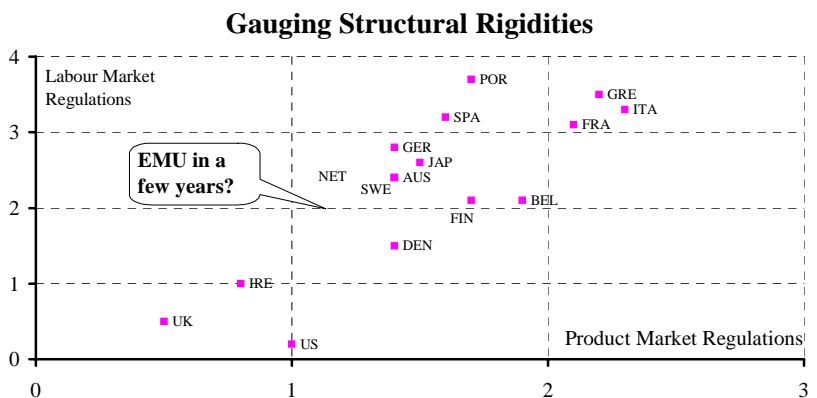 Gauging Structural Rigidities
4
Labour Market
Regulations
POR
GRE
ITA
3
SPA
FRA
GER
JAP
EMU in a
few years?
NET
AUS
SWE
2
BEL
FIN
DEN
1
IRE
UK
US
Product Market Regulations
0
0
1
2
3